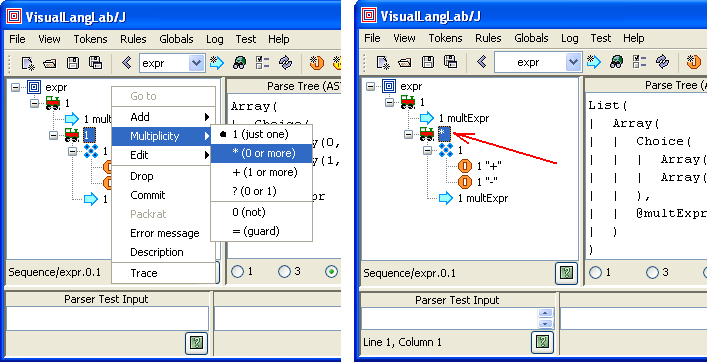 VisualLangLab/J
File View Tokens Rules Globals Log Test Help
expr
expr
1
1 mult
1
1
1
Go to
Add
Multiplicity
Edit
Drop
Commit
Packrat
Error message
Description
Trace
1 (just one)
* (0 or more)
+ (1 or more)
? (0 or 1)
0 (not)
= (guard)
Parse Tree (AS
Array(
Sequence/expr.0.1
1 3
Parser Test Input
VisualLangLab/J
File View Tokens Rules Globals Log Test Help
expr
expr
1
1 multExpr
*
1
1 "+"
1 "-"
1 multExpr
Parse Tree (A
List(
| Array(
| | Choice(
| | | Array(
| | | Array(
| | ),
| | @multExpr
| )
)
Sequence/expr.0.1
1 3
Parser Test Input
Line 1, Column 1